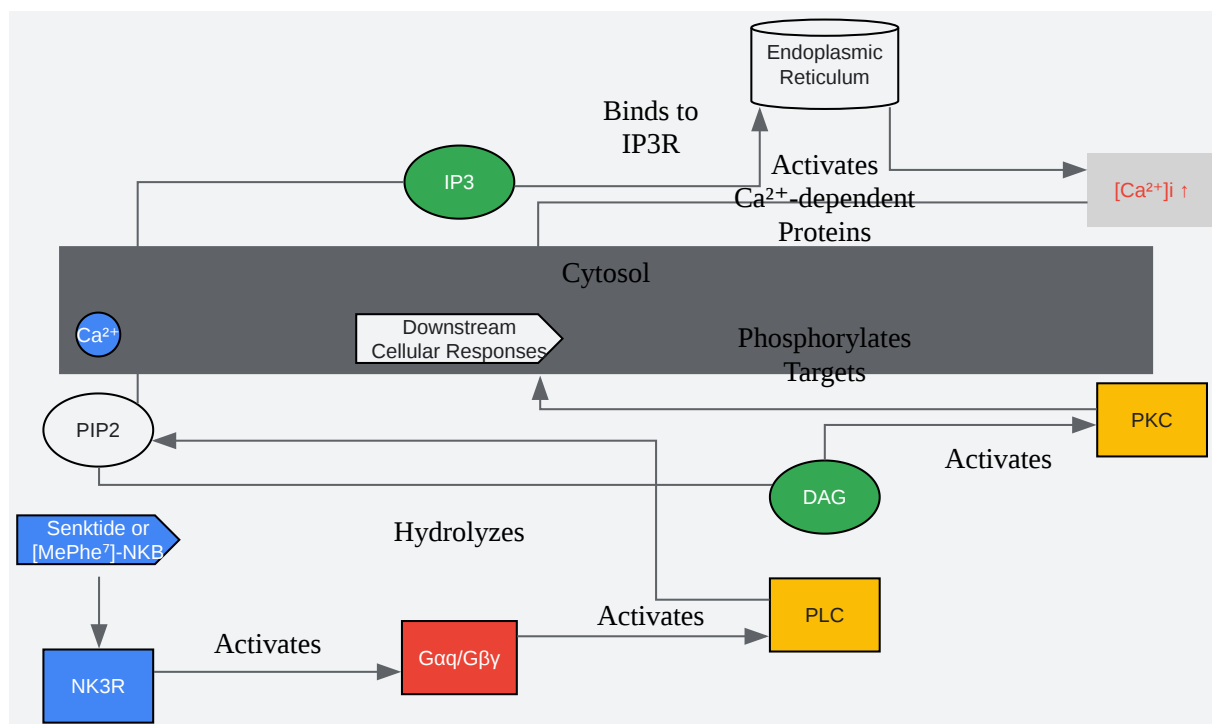 Endoplasmic
Reticulum
Binds to
IP3R
IP3
Activates
Ca²⁺-dependent
Proteins
[Ca²⁺]i ↑
Cytosol
Ca²⁺
Downstream
Cellular Responses
Phosphorylates
Targets
PIP2
PKC
Activates
DAG
Senktide or
[MePhe⁷]-NKB
Hydrolyzes
Activates
PLC
Activates
Gαq/Gβγ
NK3R